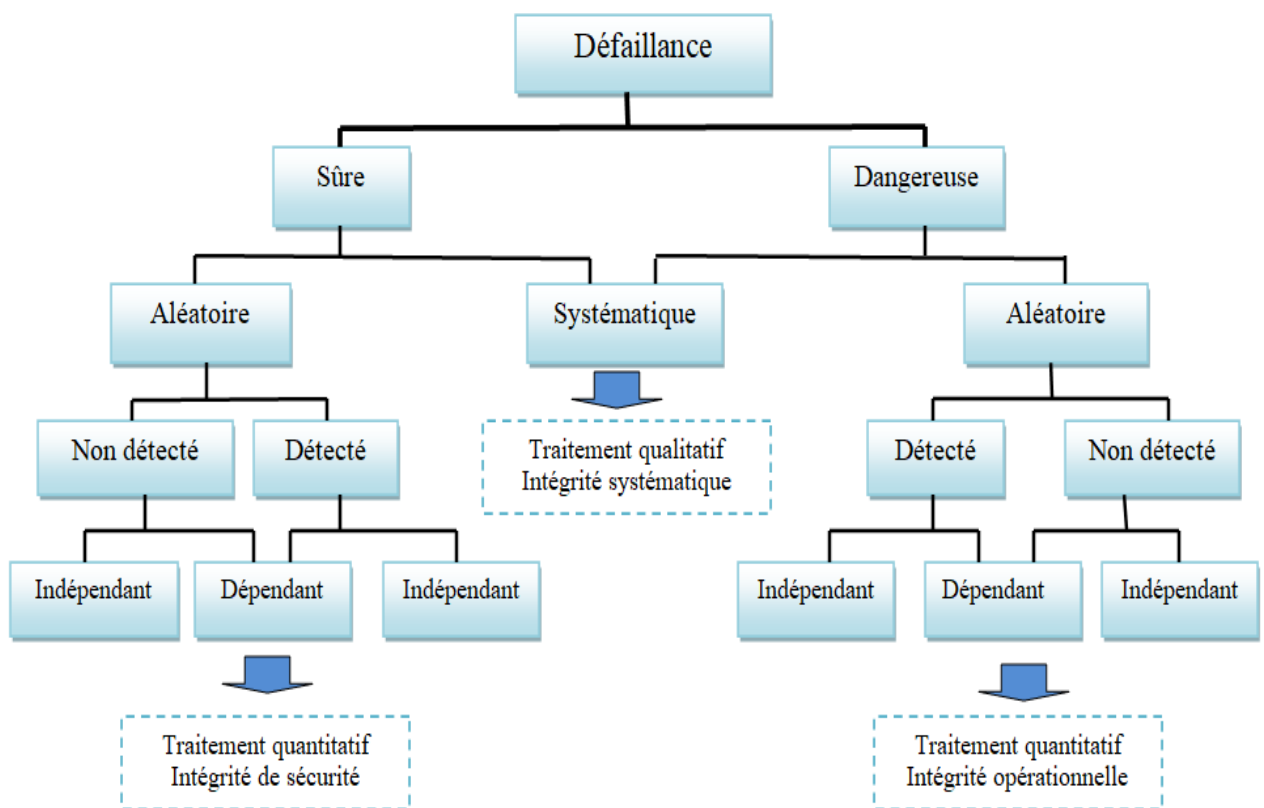 Défaillance
Sûre
Dangereuse
Aléatoire
Systématique
Aléatoire
Non détecté
Détecté
Traitement qualitatif
Intégrité systématique
Détecté
Non détecté
Indépendant
Dépendant
Indépendant
Indépendant
Dépendant
Indépendant
Traitement quantitatif
Intégrité de sécurité
Traitement quantitatif
Intégrité opérationnelle